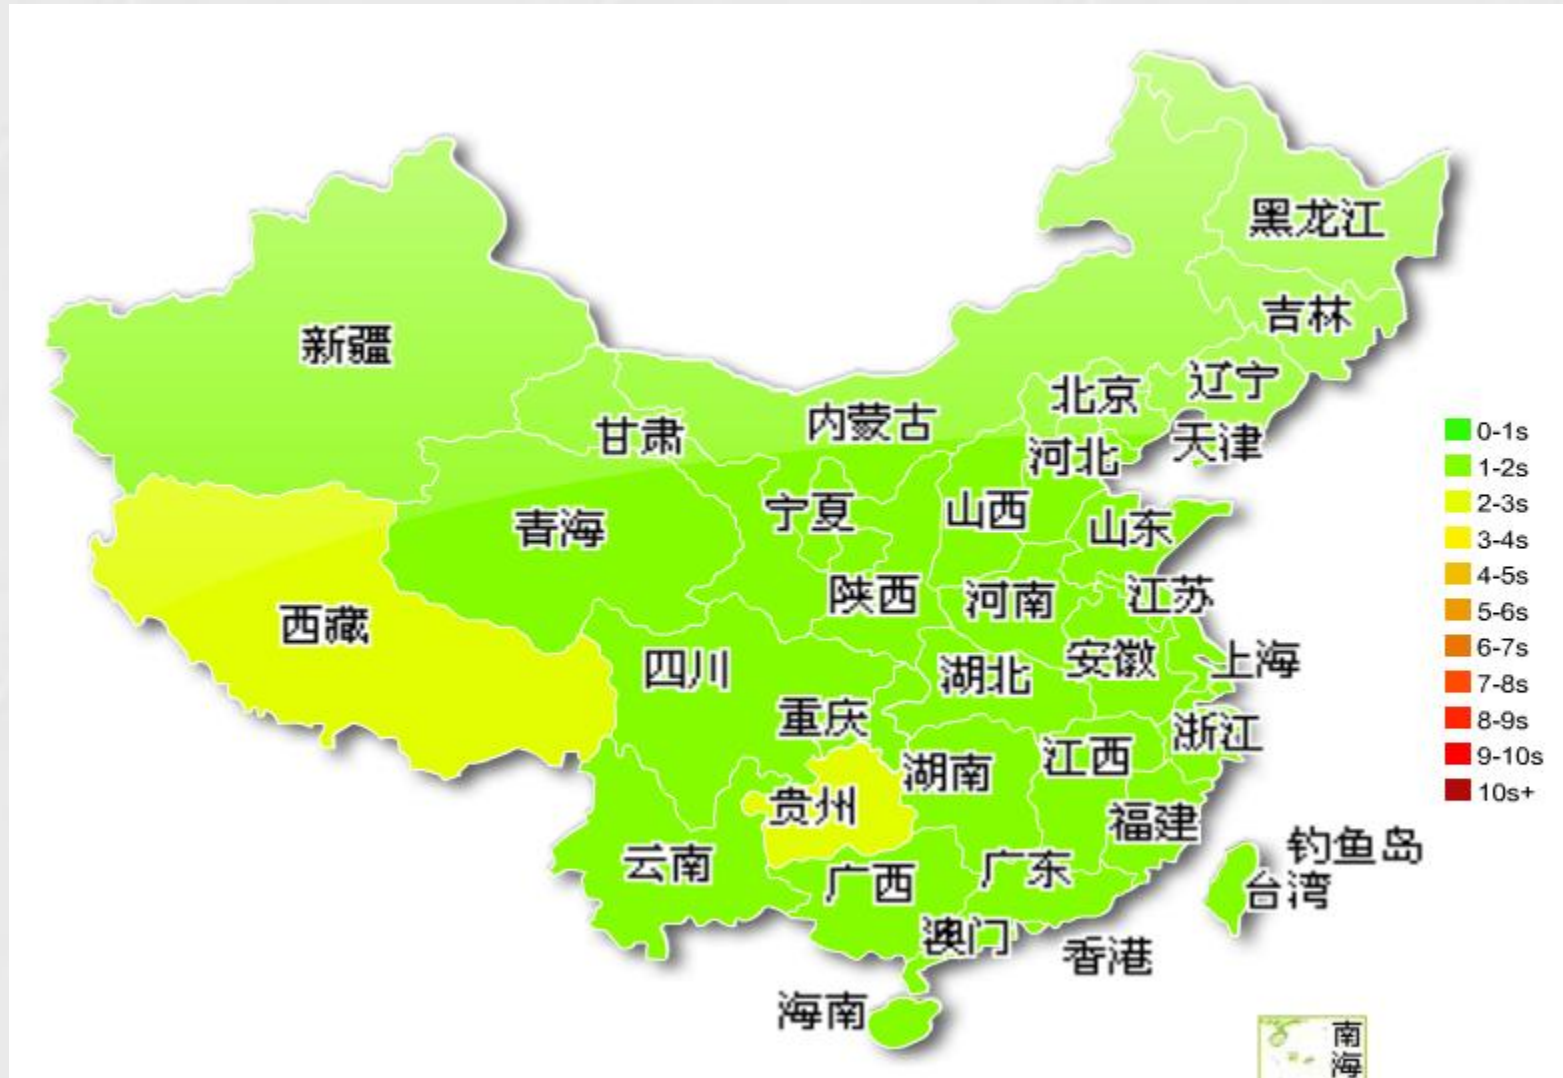 黑龙江
吉林
新疆
辽宁
北京
内蒙古
甘肃
天津
河北
宁夏
山西
青海
山东
陕西
河南
江苏
西藏
四川
湖北
安徽
上海
重庆
浙江
湖南
江西
贵州
福建
钓鱼岛
云南
广西
广东
台湾
澳门
香港
海南
南海
0-1s
1-2s
2-3s
3-4s
4-5s
5-6s
6-7s
7-8s
8-9s
9-10s
10s+